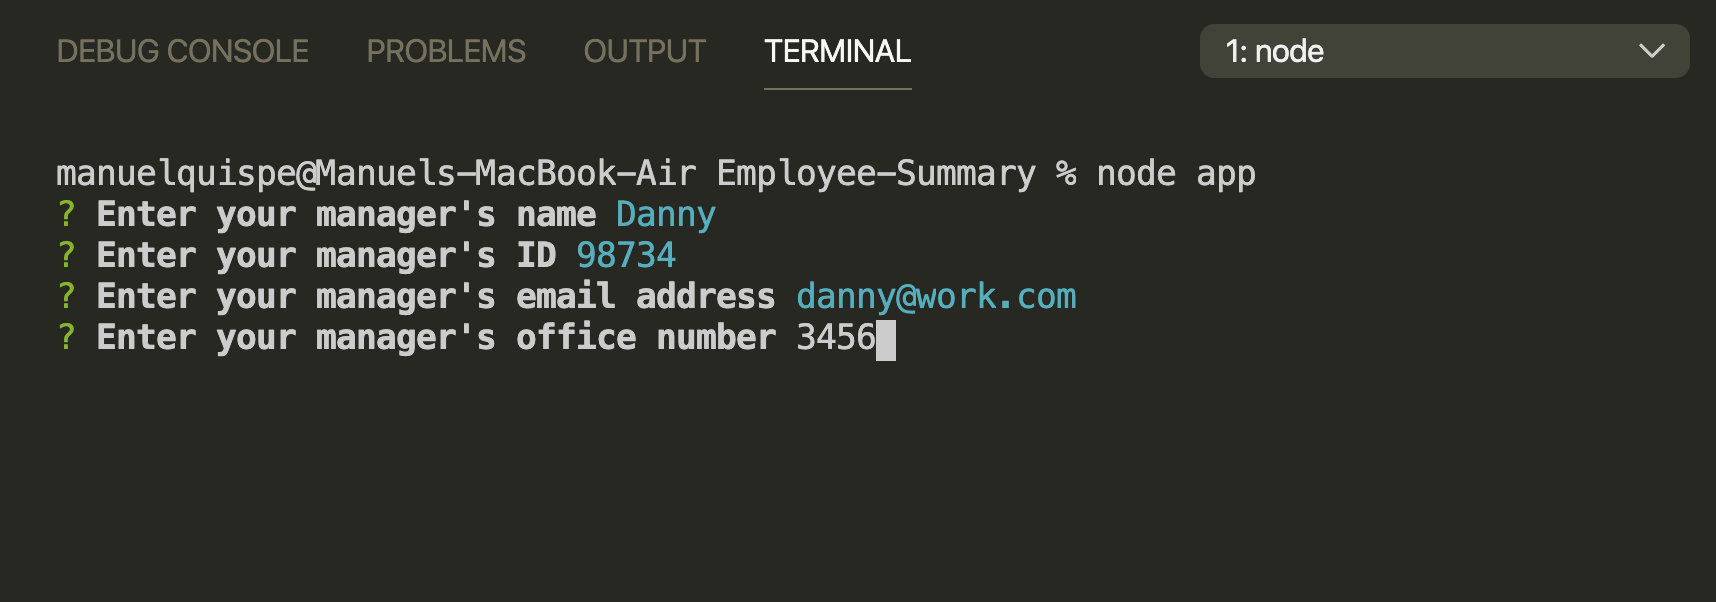 DEBUG CONSOLE PROBLEMS OUTPUT TERMINAL 1: node
manuelquispe@Manuels-MacBook-Air Employee-Summary % node app
? Enter your manager's name Danny
? Enter your manager's ID 98734
? Enter your manager's email address danny@work.com
? Enter your manager's office number 3456